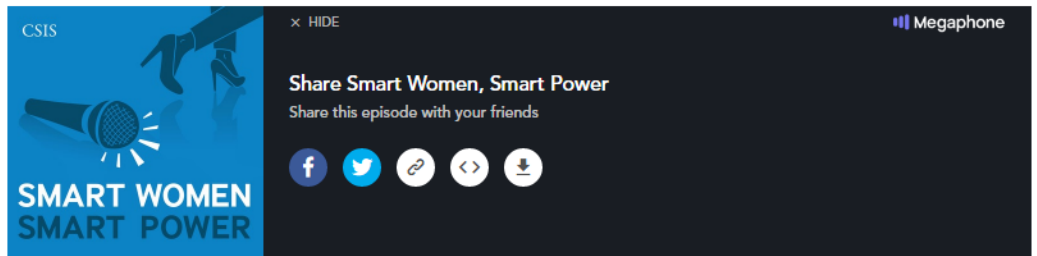 CSIS
SMART WOMEN
SMART POWER
× HIDE
Megaphone
Share Smart Women, Smart Power
Share this episode with your friends